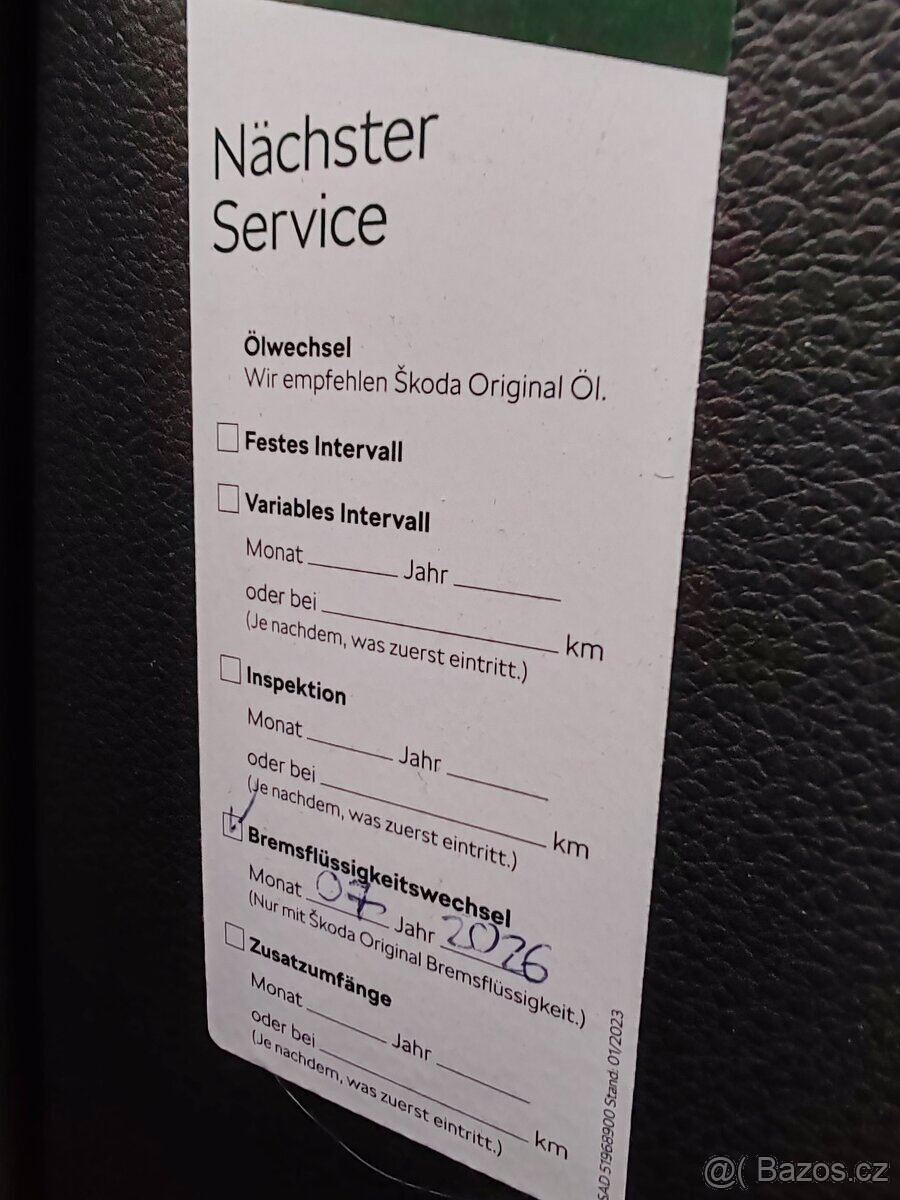 Nächster
Service
Ölwechsel
Wir empfehlen Škoda Original Öl.
Festes Intervall
Variables Intervall
Monat Jahr
oder bei km
(Je nachdem, was zuerst eintritt.)
Inspektion
Monat Jahr
oder bei km
(Je nachdem, was zuerst eintritt.)
Bremsflüssigkeitswechsel
Monat 07 Jahr 2026
(Nur mit Škoda Original Bremsflüssigkeit.)
Zusatzumfänge
Monat Jahr
oder bei km
(Je nachdem, was zuerst eintritt.)
SAD 51968900 Stand: 01/2023
@( Bazos.cz